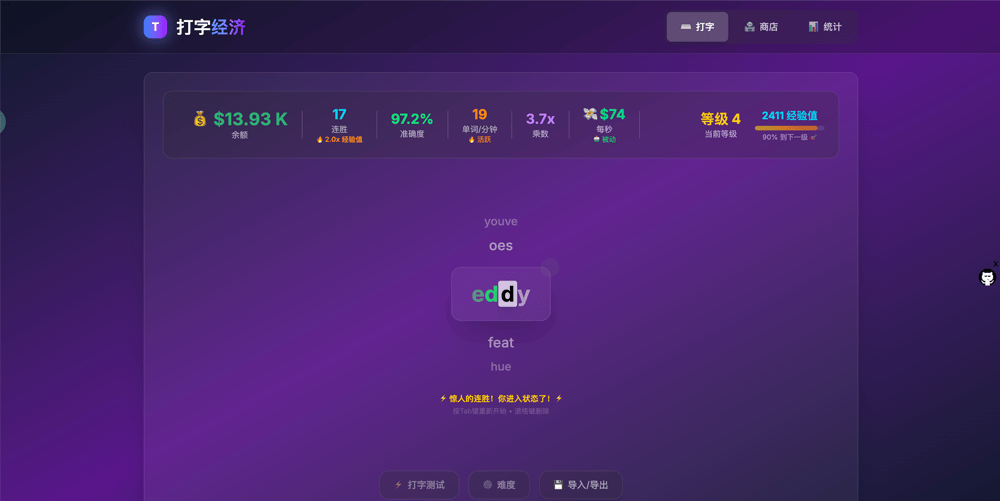 T 打字经济
打字 商店 统计
$13.93 K
余额
17
连胜
2.0x 经验值
97.2%
准确度
19
单词/分钟
活跃
3.7x
乘数
$74
每秒
被动
等级 4
当前等级
2411 经验值
90% 到下一级
youve
oes
eddy
feat
hue
⚡ 惊人的连胜！你进入状态了！⚡
按Tab键重新开始 • 退格键删除
打字测试 难度 导入/导出
x